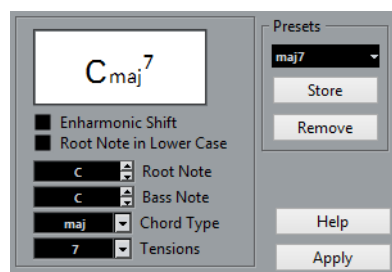 Cmaj7
Enharmonic Shift
Root Note in Lower Case
C Root Note
C Bass Note
maj Chord Type
7 Tensions
Presets
maj7
Store
Remove
Help
Apply